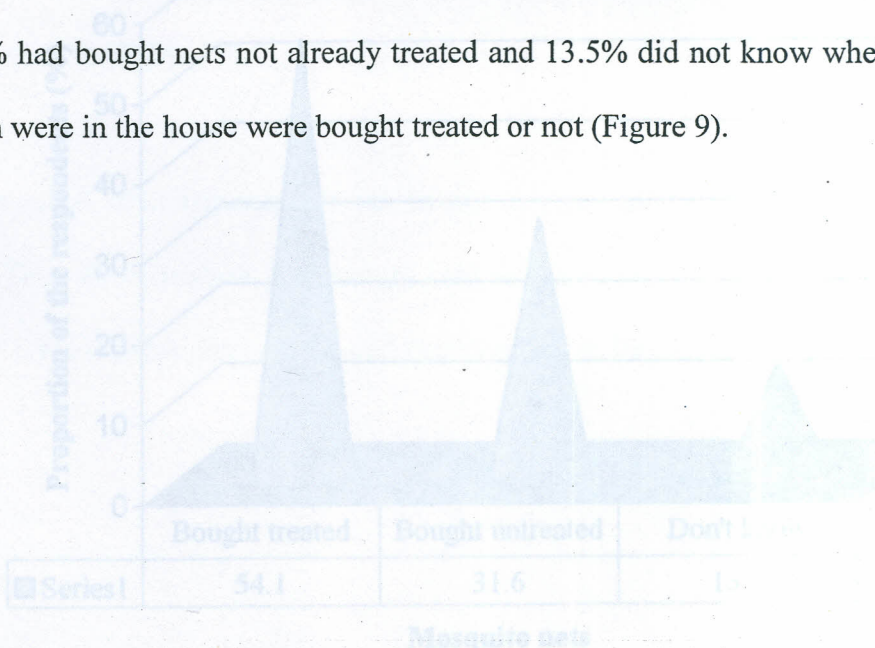 % had bought nets not already treated and 13.5% did not know whe
were in the house were bought treated or not (Figure 9).
60
50
40
30
20
10
0
Proportion of the respondents (%)
Bought treated Bought untreated Don't
Series1 54.1 31.6
Mosquito nets